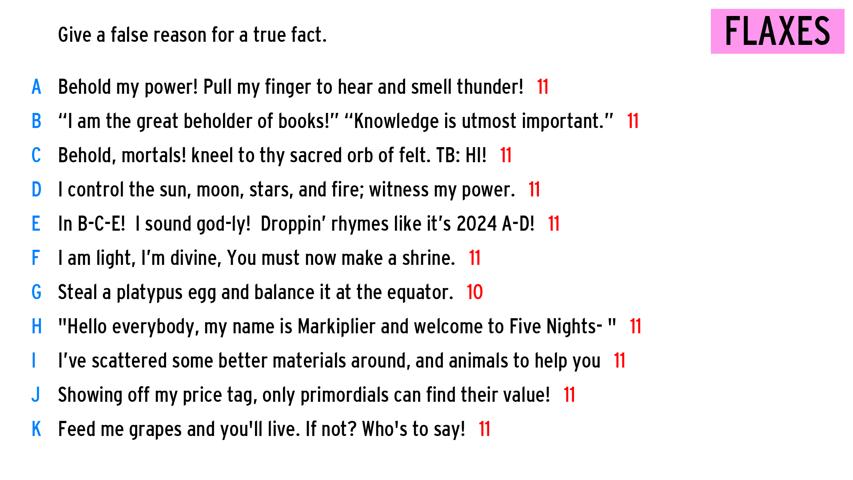 Give a false reason for a true fact.
FLAXES
A Behold my power! Pull my finger to hear and smell thunder! 11
B “I am the great beholder of books!” “Knowledge is utmost important.” 11
C Behold, mortals! kneel to thy sacred orb of felt. TB: HI! 11
D I control the sun, moon, stars, and fire; witness my power. 11
E In B-C-E!  I sound god-ly!  Droppin’ rhymes like it’s 2024 A-D! 11
F I am light, I’m divine, You must now make a shrine. 11
G Steal a platypus egg and balance it at the equator. 10
H "Hello everybody, my name is Markiplier and welcome to Five Nights- " 11
I I’ve scattered some better materials around, and animals to help you 11
J Showing off my price tag, only primordials can find their value! 11
K Feed me grapes and you'll live. If not? Who's to say! 11